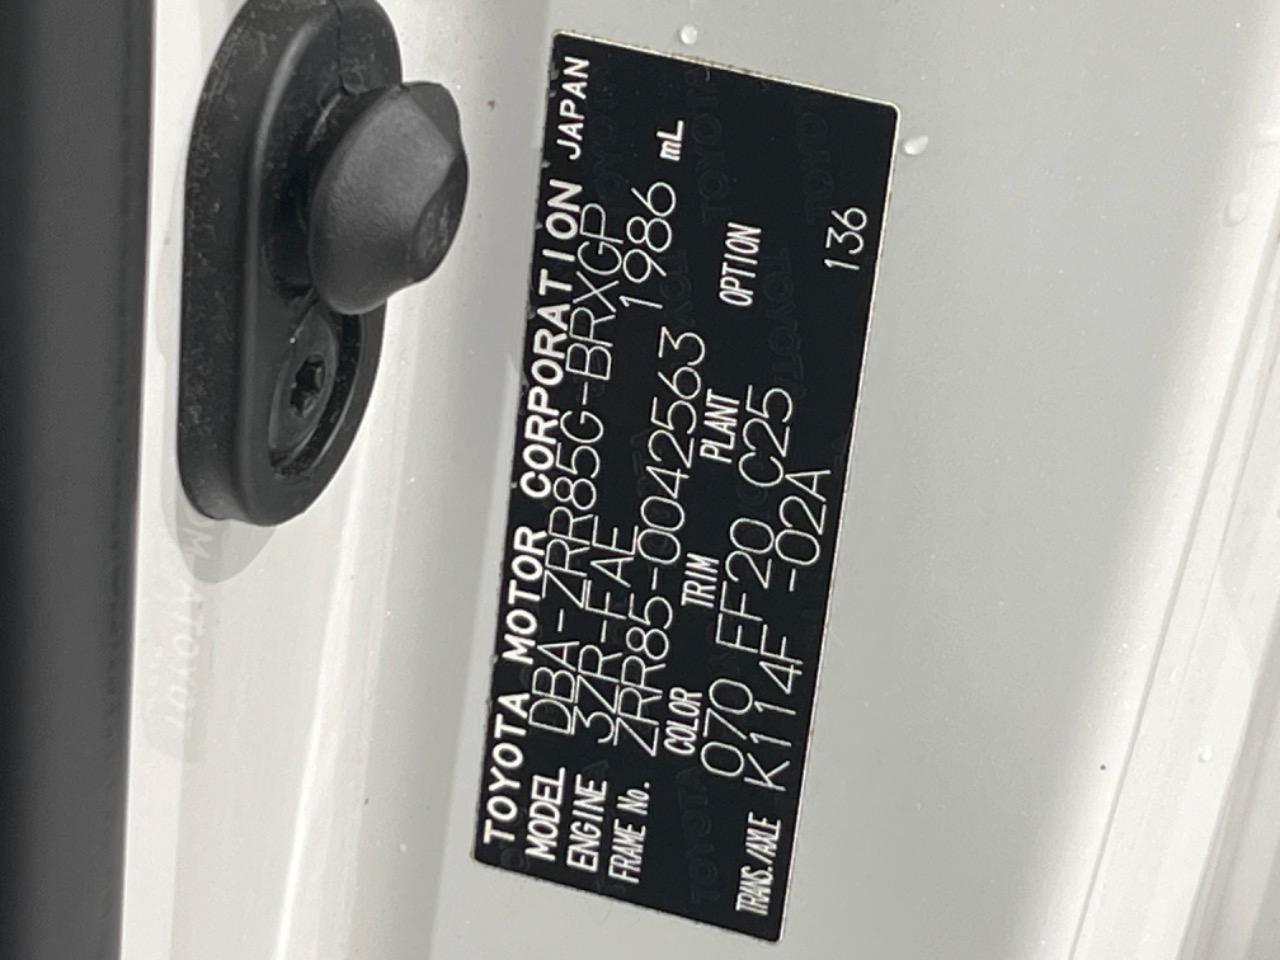 TOYOTA MOTOR CORPORATION JAPAN
MODEL DBA-ZRR85G-BRXGP
ENGINE 3ZR-FAE 1986 mL
FRAME No. ZRR85-0042563
COLOR TRIM PLANT OPTION
070 FF20 C25
TRANS./AXLE K114F -02A 136